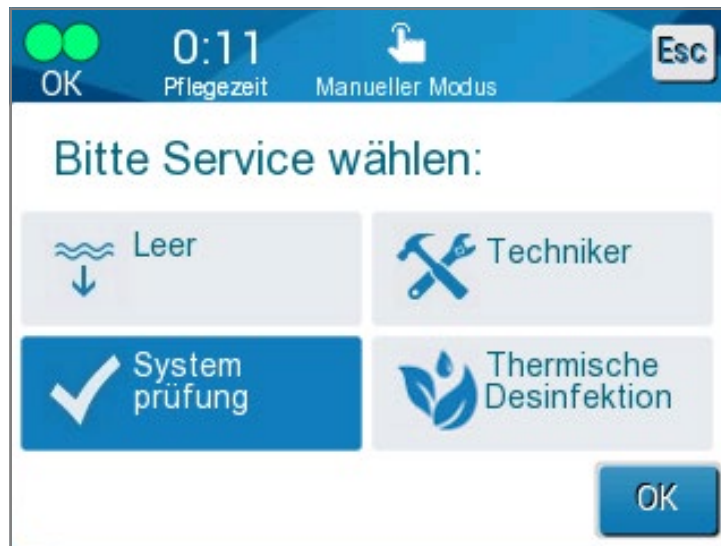 0:11
Esc
OK
Pflegezeit
Manueller Modus
Bitte Service wählen:
Leer
Techniker
System
prüfung
Thermische
Desinfektion
OK